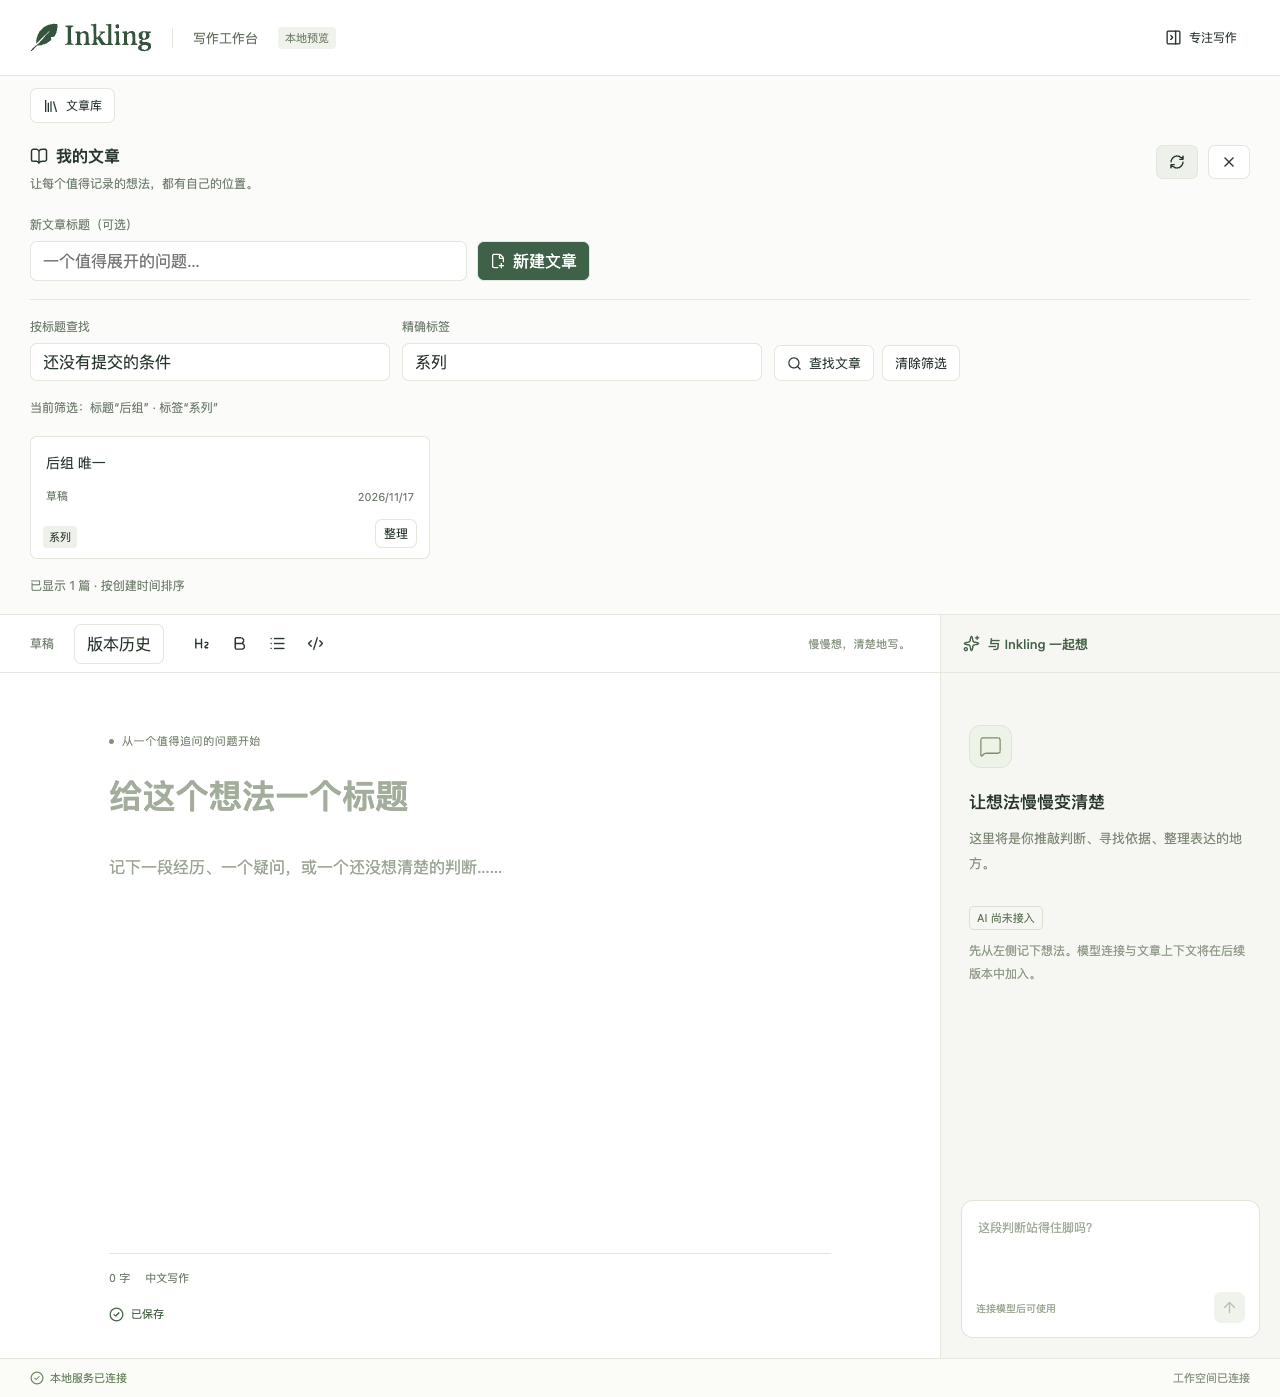 Inkling
写作工作台
本地预览
专注写作
文章库
我的文章
让每个值得记录的想法，都有自己的位置。
新文章标题（可选）
一个值得展开的问题...
新建文章
按标题查找
精确标签
还没有提交的条件
系列
查找文章
清除筛选
当前筛选：标题“后组” · 标签“系列”
后组 唯一
草稿
2026/11/17
系列
整理
已显示 1 篇 · 按创建时间排序
草稿
版本历史
H2
B
慢慢想，清楚地写。
与 Inkling 一起想
从一个值得追问的问题开始
给这个想法一个标题
记下一段经历、一个疑问，或一个还没想清楚的判断……
让想法慢慢变清楚
这里将是你推敲判断、寻找依据、整理表达的地
方。
AI 尚未接入
先从左侧记下想法。模型连接与文章上下文将在后续
版本中加入。
这段判断站得住脚吗？
连接模型后可使用
0 字
中文写作
已保存
本地服务已连接
工作空间已连接